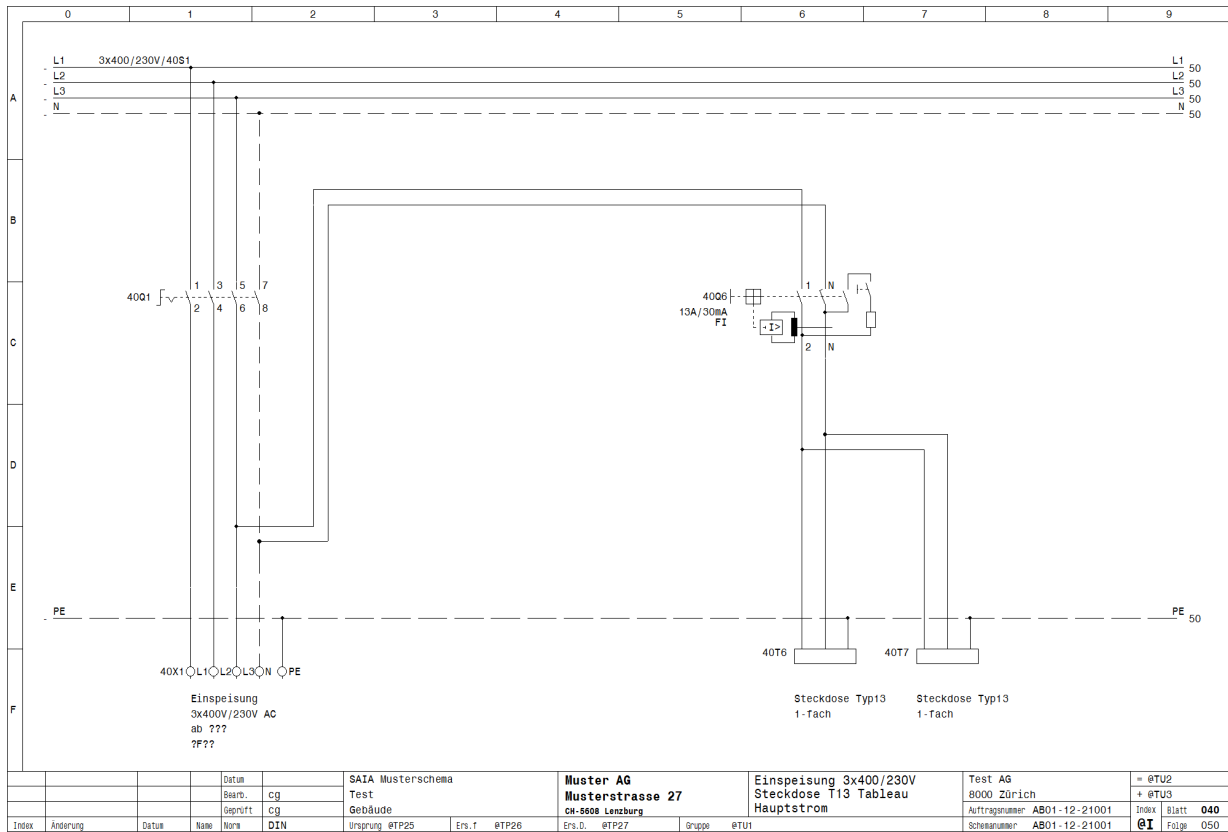 0 1 2 3 4 5 6 7 8 9
L1 3x400/230V/40S1 L1 50
L2 L2 50
L3 L3 50
N N 50
A
B
C
D
E
F
40Q1
1 3 5 7
2 4 6 8
40Q6
13A/30mA
FI
1 N
I>
2 N
PE PE 50
40X1 L1 L2 L3 N PE
40T6 40T7
Einspeisung
3x400V/230V AC
ab ???
?F??
Steckdose Typ13
1-fach
Steckdose Typ13
1-fach
Datum
Bearb. cg
Geprüft cg
Index Änderung Datum Name Norm DIN
SAIA Musterschema
Test
Gebäude
Ursprung @TP25 Ers.f @TP26 Ers.D. @TP27 Gruppe @TU1
Muster AG
Musterstrasse 27
CH-5608 Lenzburg
Einspeisung 3x400/230V
Steckdose T13 Tableau
Hauptstrom
Test AG
8000 Zürich
Auftragsnummer AB01-12-21001
Schemanummer AB01-12-21001
= @TU2
+ @TU3
Index Blatt 040
@I Folge 050